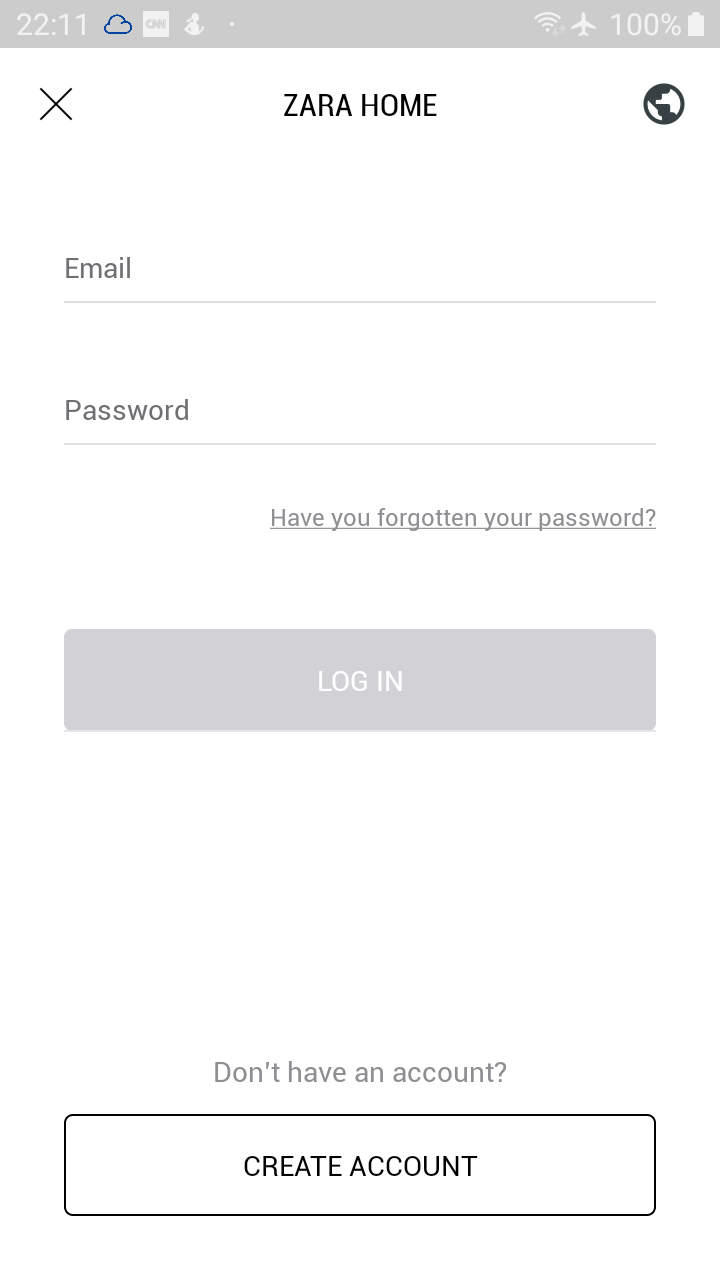 22:11 CNN 100%
ZARA HOME
Email
Password
Have you forgotten your password?
LOG IN
Don't have an account?
CREATE ACCOUNT